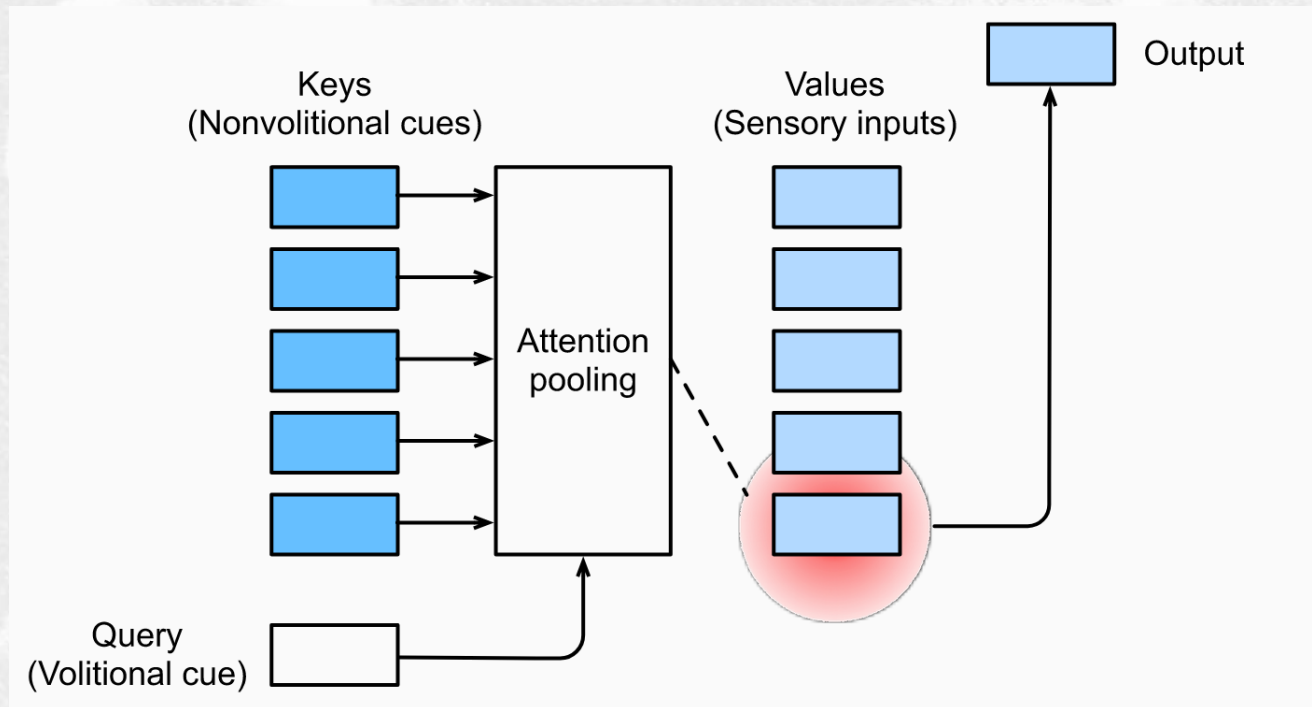 Keys
(Nonvolitional cues)
Values
(Sensory inputs)
Output
Attention
pooling
Query
(Volitional cue)